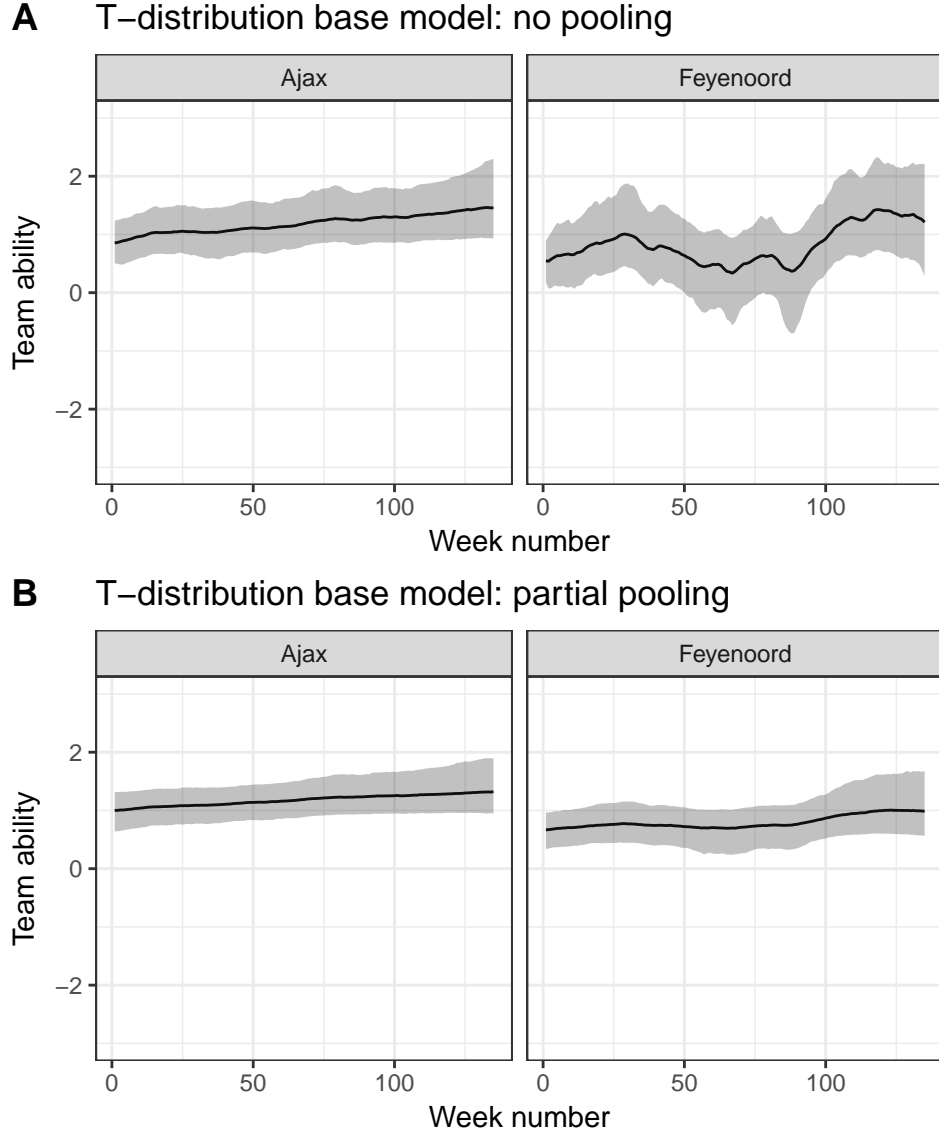 A T−distribution base model: no pooling
Ajax Feyenoord
2
0
−2
Team ability
0 50 100 0 50 100
Week number
B T−distribution base model: partial pooling
Ajax Feyenoord
2
0
−2
Team ability
0 50 100 0 50 100
Week number